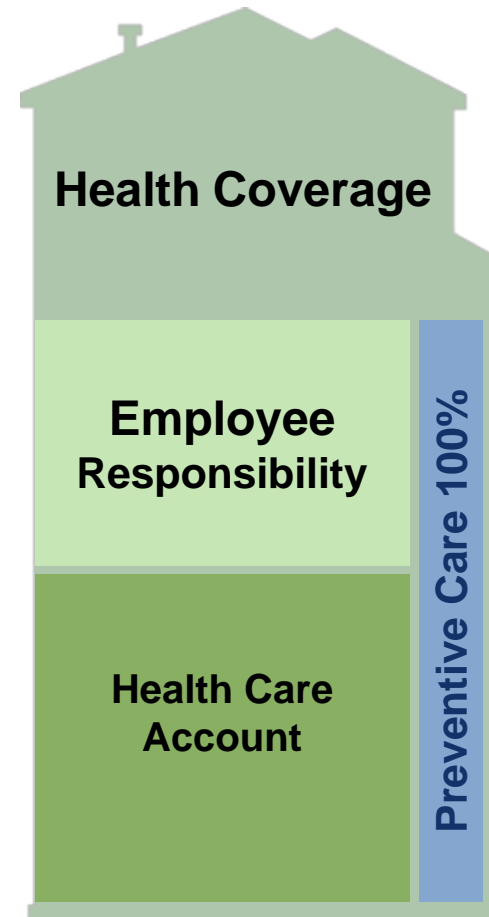 Health Coverage
Employee
Responsibility
Health Care
Account
Preventive Care 100%